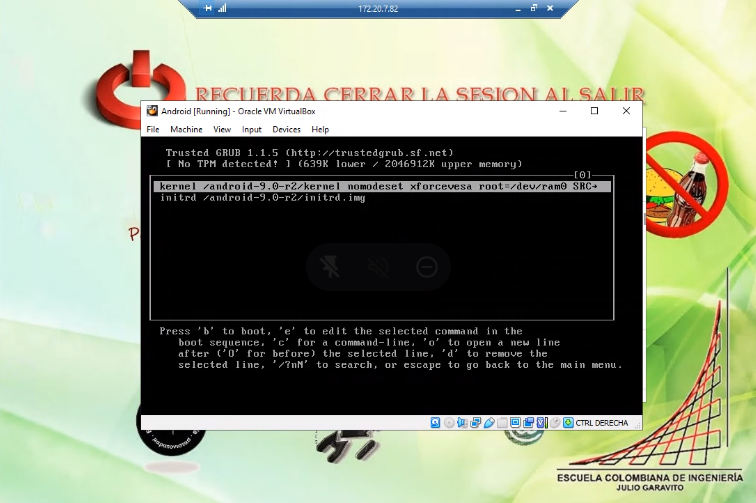 172.20.7.82
RECUERDA CERRAR LA SESION AL SALIR
Android [Running] - Oracle VM VirtualBox
File Machine View Input Devices Help
Trusted GRUB 1.1.5 (http://trustedgrub.sf.net)
[ No TPM detected! ] (639K lower / 2046912K upper memory)
[0]
kernel /android-9.0-r2/kernel nomodeset xforcevesa root=/dev/ram0 SRC→
initrd /android-9.0-r2/initrd.img
P
Press 'b' to boot, 'e' to edit the selected command in the
boot sequence, 'c' for a command-line, 'o' to open a new line
after ('O' for before) the selected line, 'd' to remove the
selected line, '/?nN' to search, or escape to go back to the main menu.
CTRL DERECHA
ESCUELA COLOMBIANA DE INGENIERÍA
JULIO GARAVITO